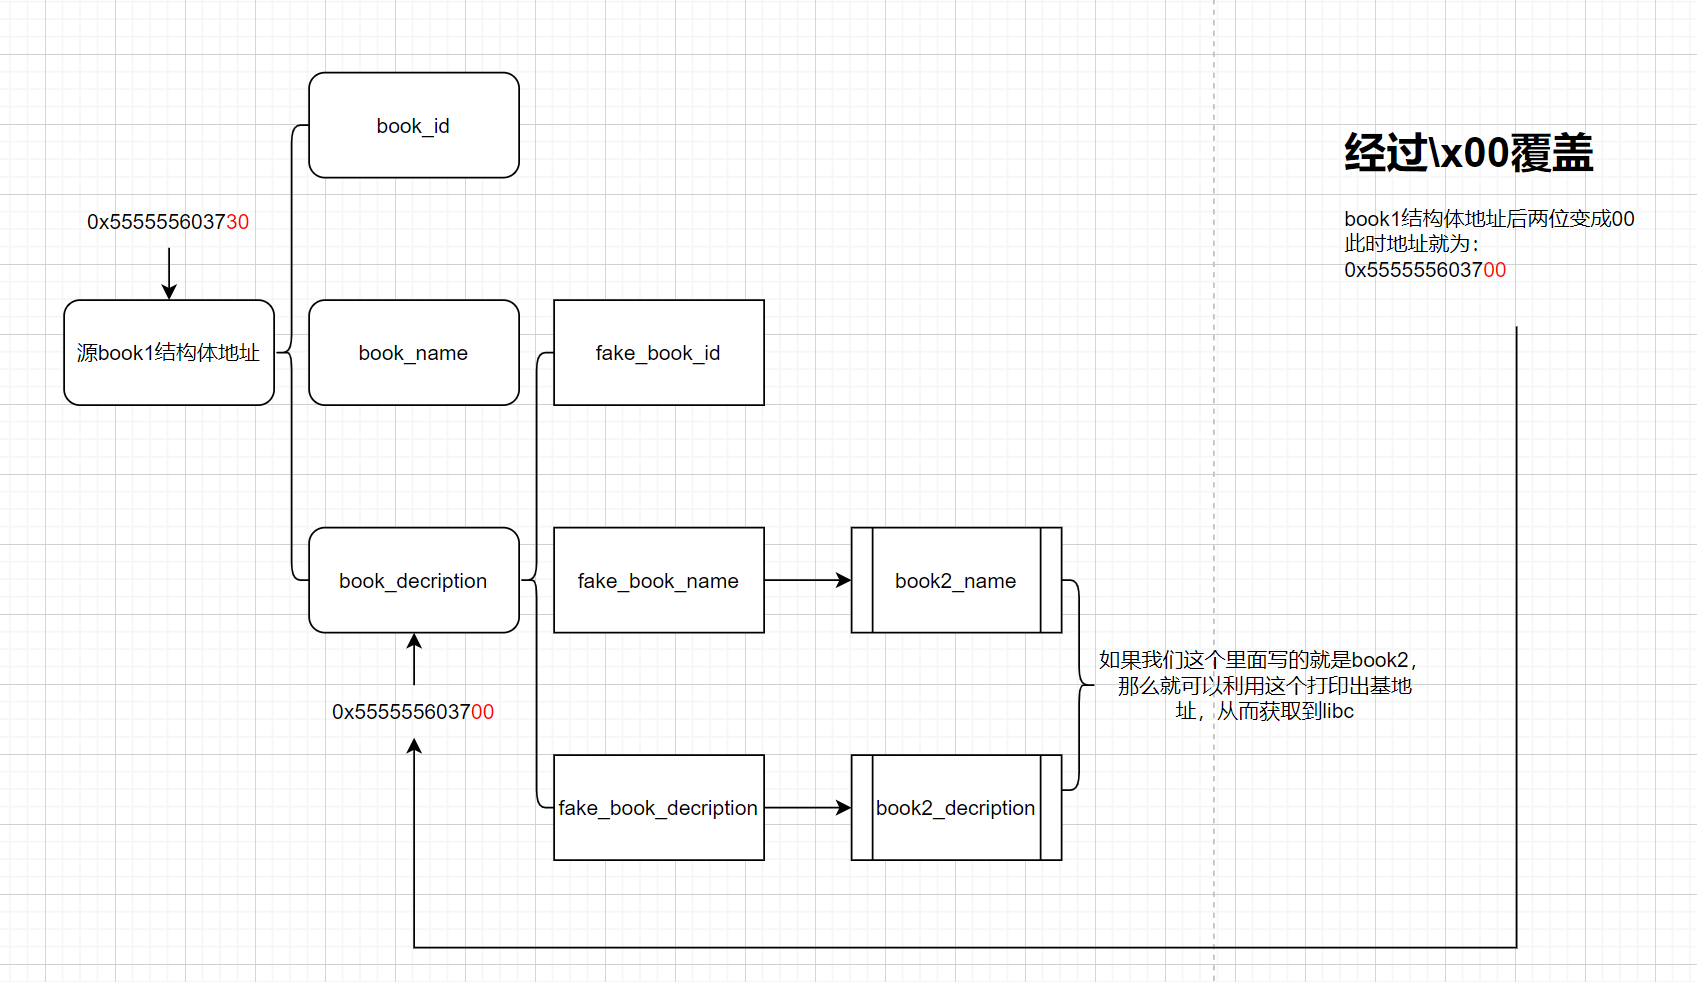 book_id
经过\x00覆盖
0x555555603730
book1结构体地址后两位变成00
此时地址就为：
0x555555603700
源book1结构体地址
book_name
fake_book_id
book_decription
fake_book_name
book2_name
如果我们这个里面写的就是book2，
那么就可以利用这个打印出基地
址，从而获取到libc
0x555555603700
fake_book_decription
book2_decription